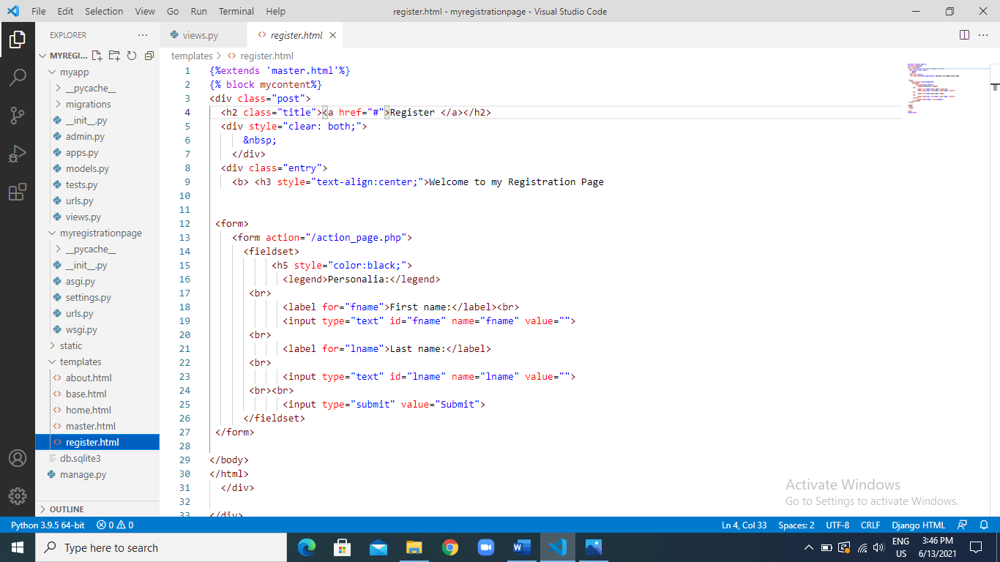 File Edit Selection View Go Run Terminal Help register.html - myregistrationpage - Visual Studio Code
EXPLORER
MYREGI...
myapp
__pycache__
migrations
__init__.py
admin.py
apps.py
models.py
tests.py
urls.py
views.py
myregistrationpage
__pycache__
__init__.py
asgi.py
settings.py
urls.py
wsgi.py
static
templates
about.html
base.html
home.html
master.html
register.html
db.sqlite3
manage.py
OUTLINE
views.py register.html
templates > register.html
1 {%extends 'master.html'%}
2 {% block mycontent%}
3 <div class="post">
4 <h2 class="title"><a href="#">Register </a></h2>
5 <div style="clear: both;">
6 &nbsp;
7 </div>
8 <div class="entry">
9 <b> <h3 style="text-align:center;">Welcome to my Registration Page
10
11
12 <form>
13 <form action="/action_page.php">
14 <fieldset>
15 <h5 style="color:black;">
16 <legend>Personalia:</legend>
17 <br>
18 <label for="fname">First name:</label><br>
19 <input type="text" id="fname" name="fname" value="">
20 <br>
21 <label for="lname">Last name:</label>
22 <br>
23 <input type="text" id="lname" name="lname" value="">
24 <br><br>
25 <input type="submit" value="Submit">
26 </fieldset>
27 </form>
28
29 </body>
30 </html>
31 </div>
32
33 </div>
Activate Windows
Go to Settings to activate Windows.
Python 3.9.5 64-bit 0 0 Ln 4, Col 33 Spaces: 2 UTF-8 CRLF Django HTML
Type here to search
ENG
US
3:46 PM
6/13/2021